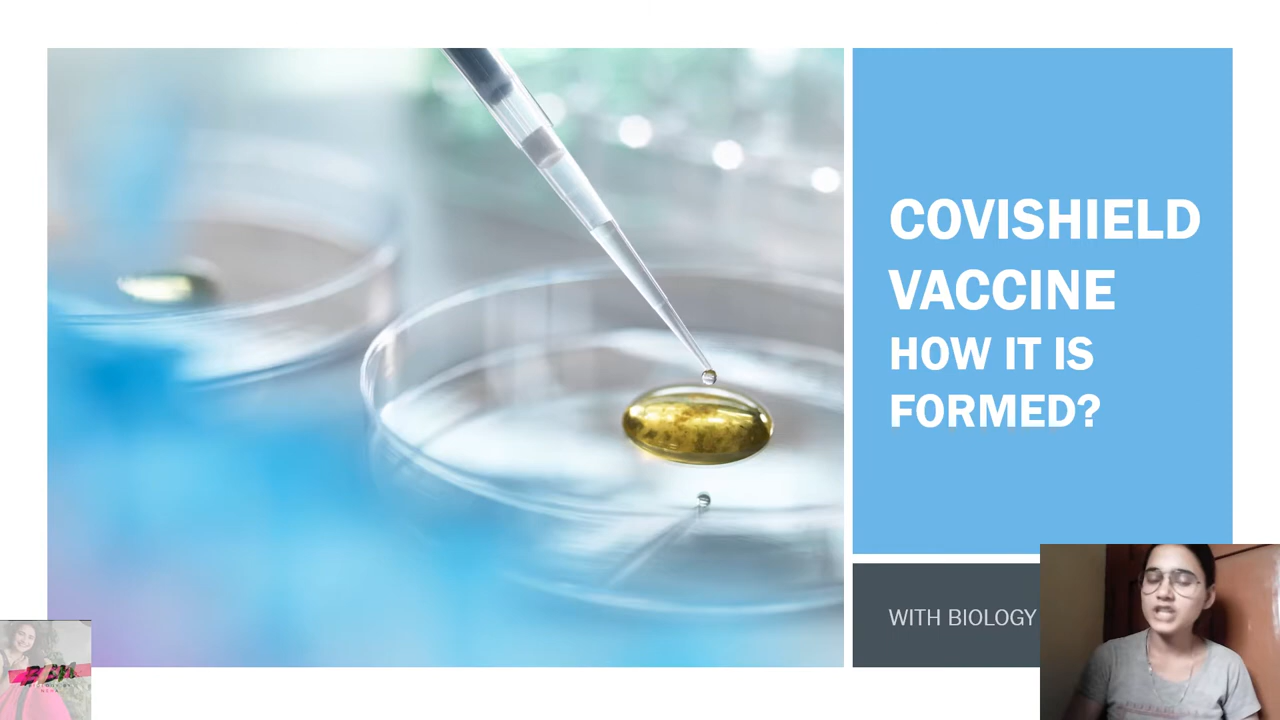 COVISHIELD
VACCINE
HOW IT IS
FORMED?
WITH BIOLOGY